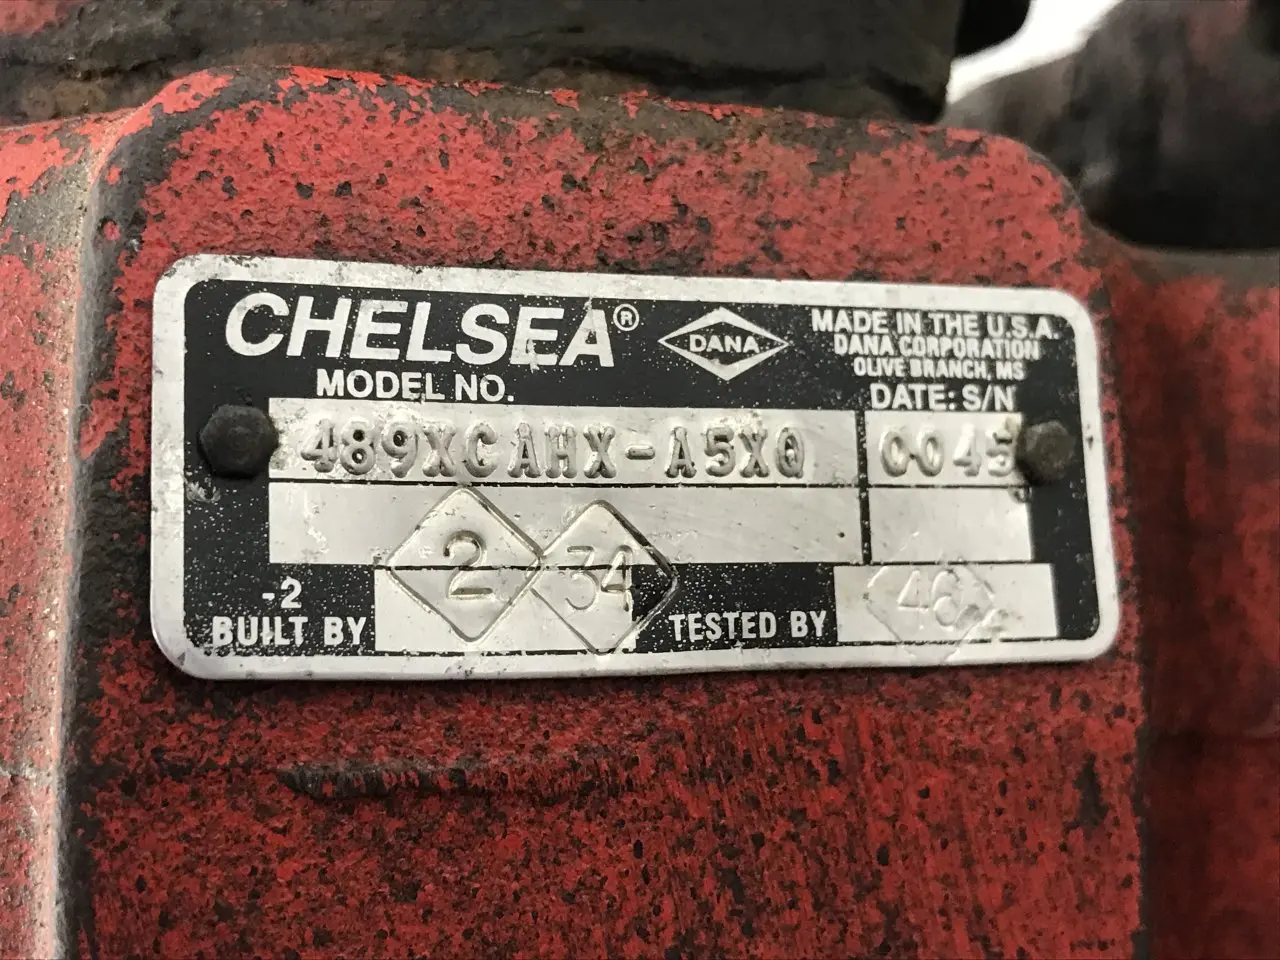 CHELSEA®
DANA
MADE IN THE U.S.A.
DANA CORPORATION
OLIVE BRANCH, MS
MODEL NO.
DATE: S/N
489XCAHX-A5XQ
0045
2
34
46
-2
BUILT BY
TESTED BY